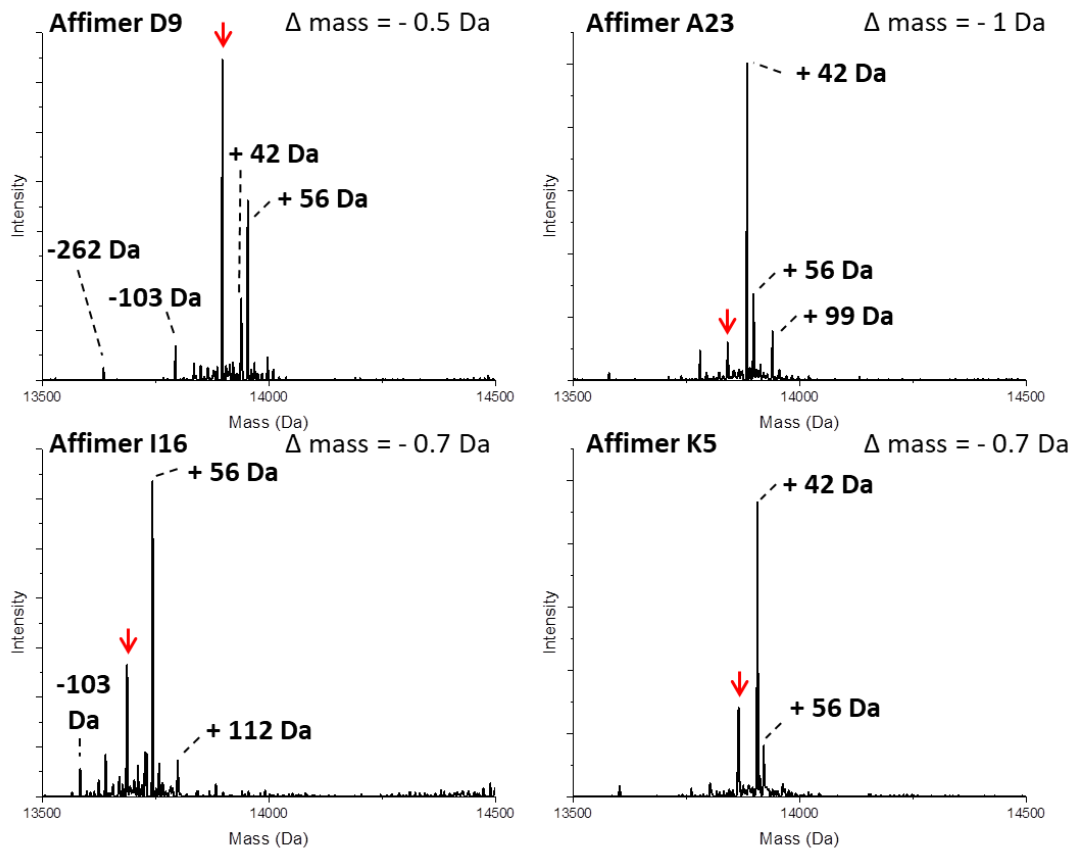 Affimer D9 Δ mass = - 0.5 Da
+ 42 Da
+ 56 Da
-262 Da
-103 Da
Intensity
13500 14000 14500
Mass (Da)
Affimer A23 Δ mass = - 1 Da
+ 42 Da
+ 56 Da
+ 99 Da
Intensity
13500 14000 14500
Mass (Da)
Affimer I16 Δ mass = - 0.7 Da
+ 56 Da
-103
Da
+ 112 Da
Intensity
13500 14000 14500
Mass (Da)
Affimer K5 Δ mass = - 0.7 Da
+ 42 Da
+ 56 Da
Intensity
13500 14000 14500
Mass (Da)